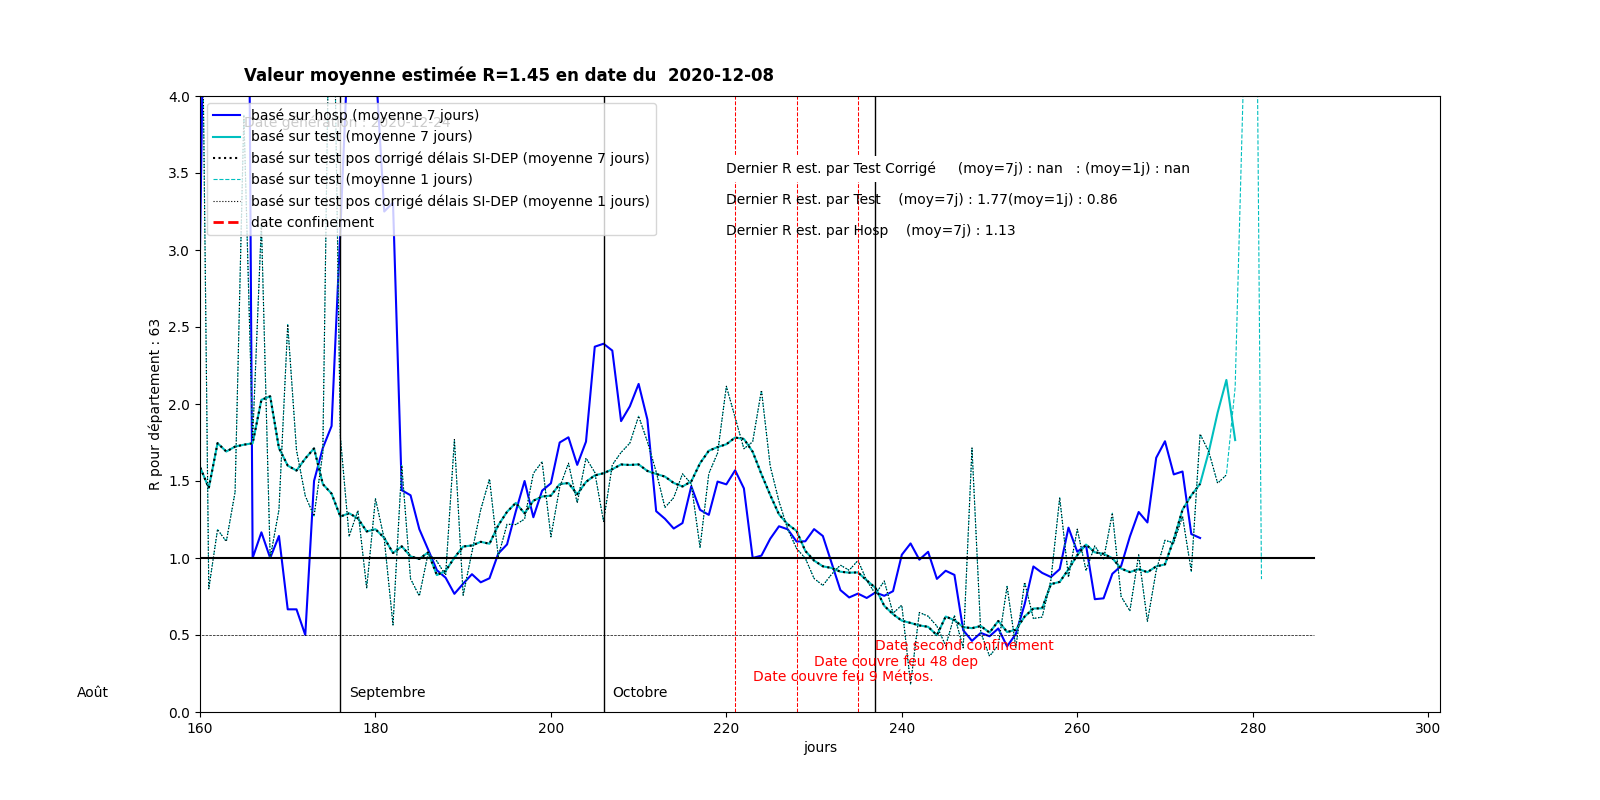 Valeur moyenne estimée R=1.45 en date du  2020-12-08
Date génération : 2020-12-24
basé sur hosp (moyenne 7 jours)
basé sur test (moyenne 7 jours)
basé sur test pos corrigé délais SI-DEP (moyenne 7 jours)
basé sur test (moyenne 1 jours)
basé sur test pos corrigé délais SI-DEP (moyenne 1 jours)
date confinement
Dernier R est. par Test Corrigé     (moy=7j) : nan   : (moy=1j) : nan
Dernier R est. par Test    (moy=7j) : 1.77(moy=1j) : 0.86
Dernier R est. par Hosp    (moy=7j) : 1.13
4.0
3.5
3.0
2.5
2.0
1.5
1.0
0.5
0.0
R pour département : 63
Date second confinement
Date couvre feu 48 dep
Date couvre feu 9 Métros.
Août
Septembre
Octobre
160
180
200
220
240
260
280
300
jours